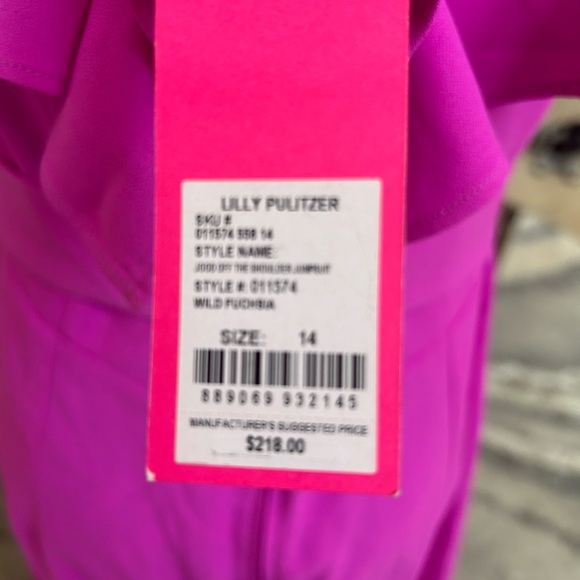 LILLY PULITZER
SKU #
011574 558 14
STYLE NAME:
OFF THE SHOULDER JUMPSUIT
STYLE #: 011574
WILD FUCHSIA
SIZE: 14
889069 932145
MANUFACTURER'S SUGGESTED PRICE
$218.00